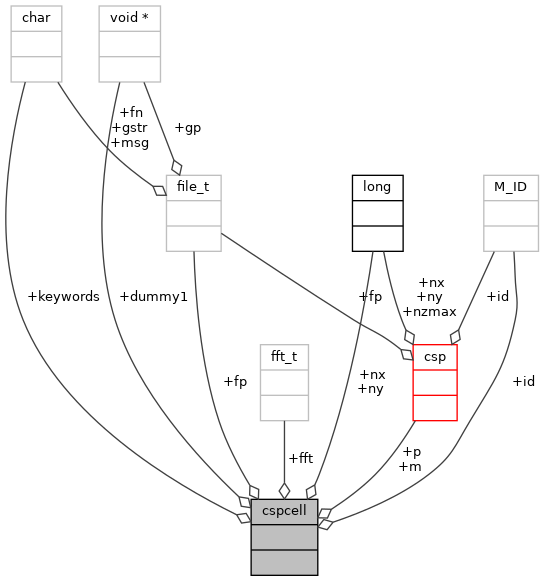 char
void *
+fn
+gstr
+msg
+gp
file_t
long
M_ID
+keywords
+dummy1
+fp
+nx
+ny
+nzmax
+id
fft_t
csp
+fp
+nx
+ny
+id
+fft
+p
+m
cspcell